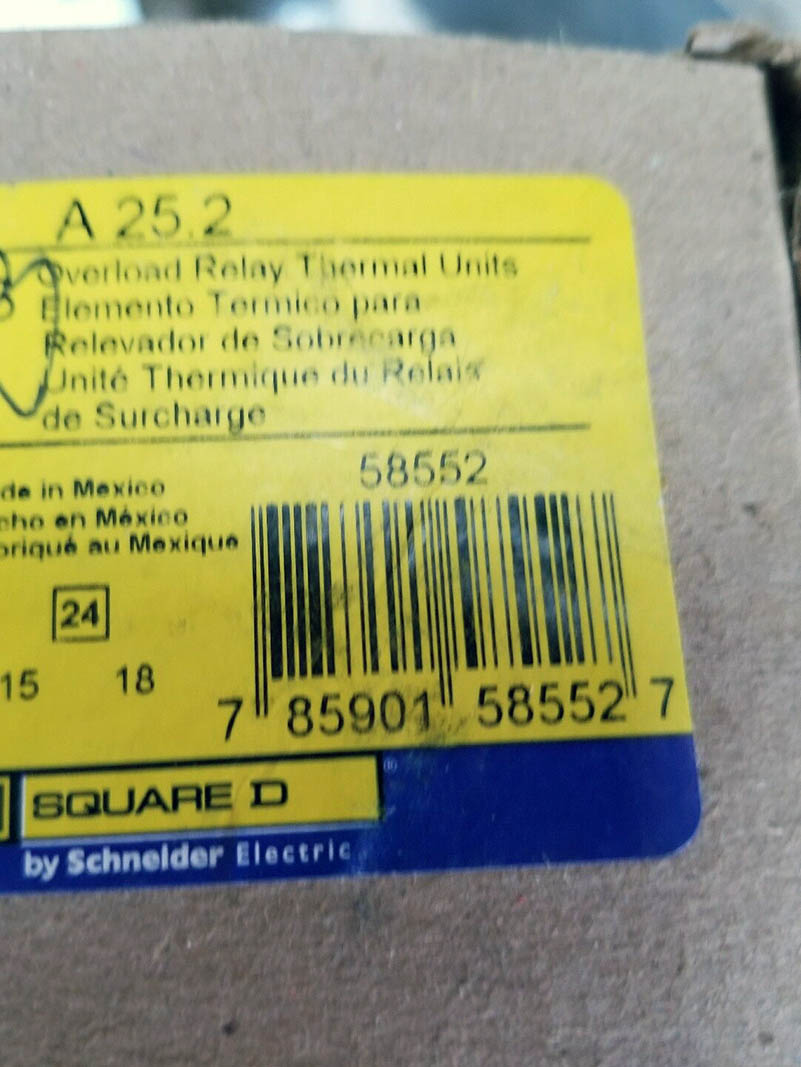 A 25.2
Overload Relay Thermal Units
Elemento Termico para
Relevador de Sobrecarga
Unité Thermique du Relais
de Surcharge
58552
de in Mexico
cho en México
briqué au Mexique
24
15 18
7 85901 58552 7
SQUARE D
®
by Schneider Electric